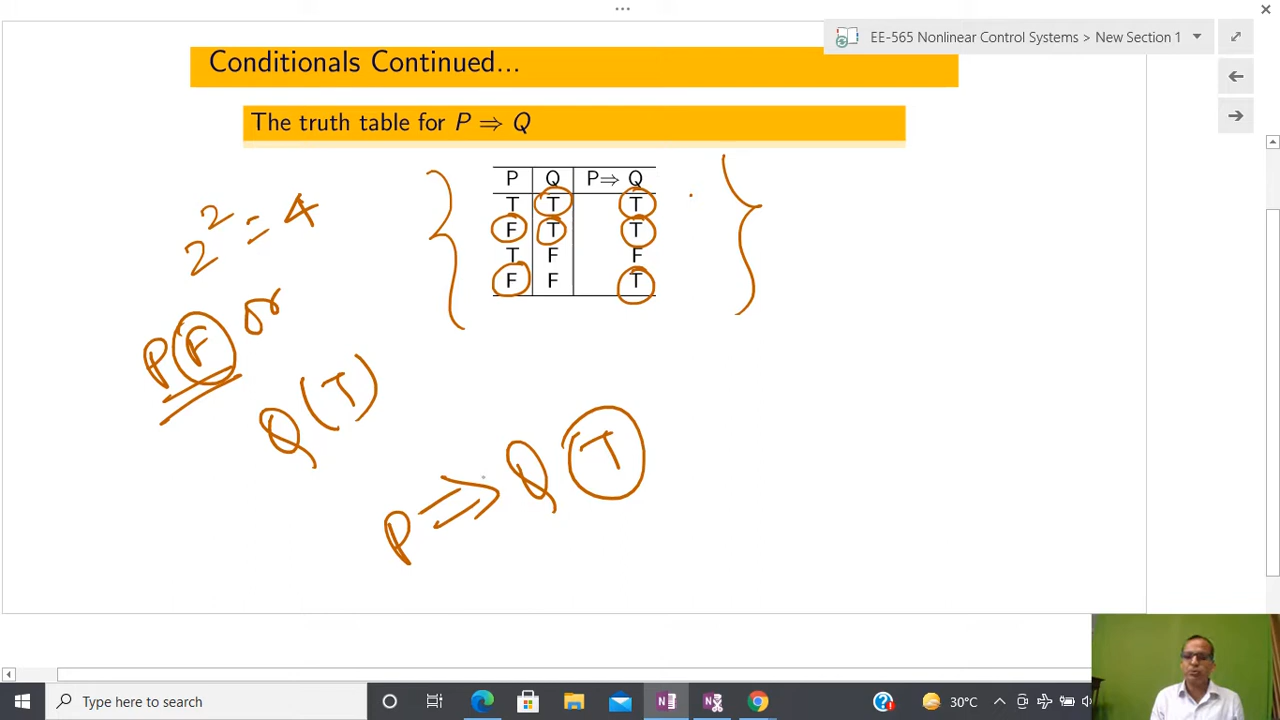 EE-565 Nonlinear Control Systems > New Section 1
Conditionals Continued...
The truth table for P ⇒ Q
P Q P⇒ Q
T T T
F T T
T F F
F F T
2² = 4
P F or
Q (T)
P ⇒ Q T
Type here to search
30°C